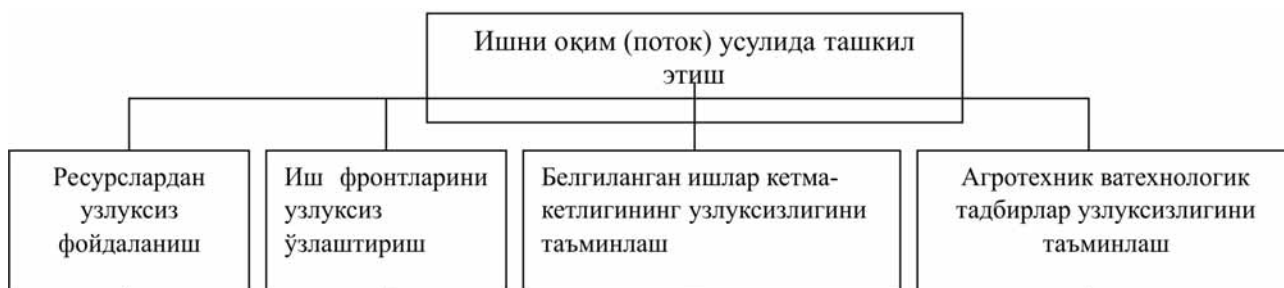 Ишни оқим (поток) усулида ташкил
этиш
Ресурслардан
узлуксиз
фойдаланиш
Иш фронтларини
узлуксиз
ўзлаштириш
Белгиланган ишлар кетма-
кетлигининг узлуксизлигини
таъминлаш
Агротехник ватехнологик
тадбирлар узлуксизлигини
таъминлаш